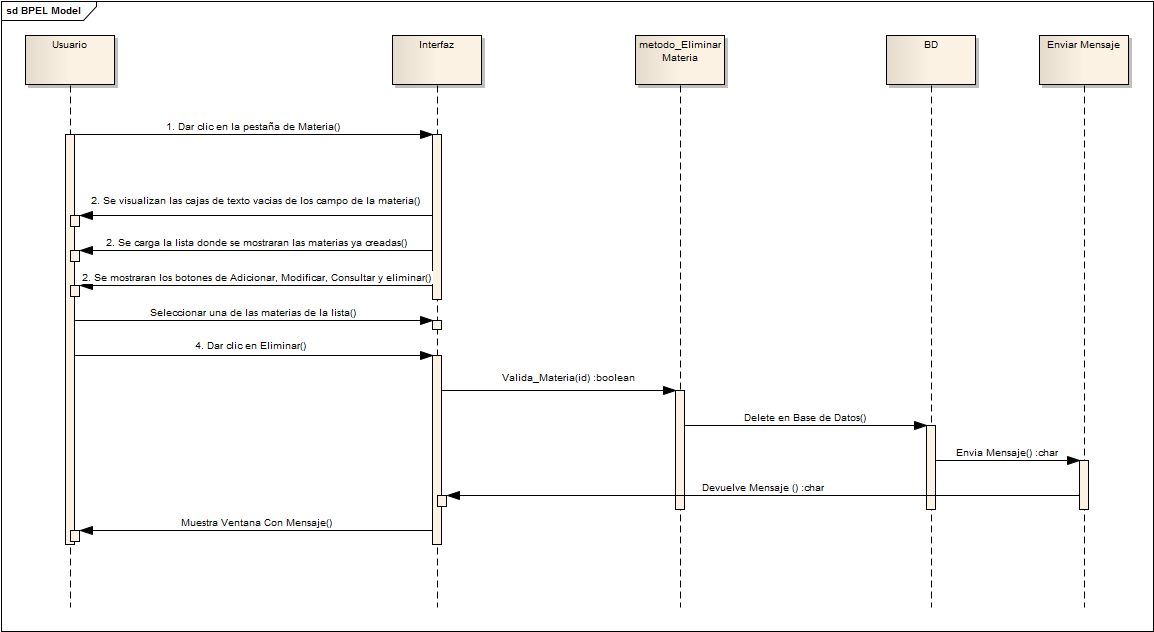 sd BPEL Model
Usuario
Interfaz
metodo_Eliminar
Materia
BD
Enviar Mensaje
1. Dar clic en la pestaña de Materia()
2. Se visualizan las cajas de texto vacias de los campo de la materia()
2. Se carga la lista donde se mostraran las materias ya creadas()
2. Se mostraran los botones de Adicionar, Modificar, Consultar y eliminar()
Seleccionar una de las materias de la lista()
4. Dar clic en Eliminar()
Valida_Materia(id) :boolean
Delete en Base de Datos()
Envia Mensaje() :char
Devuelve Mensaje () :char
Muestra Ventana Con Mensaje()